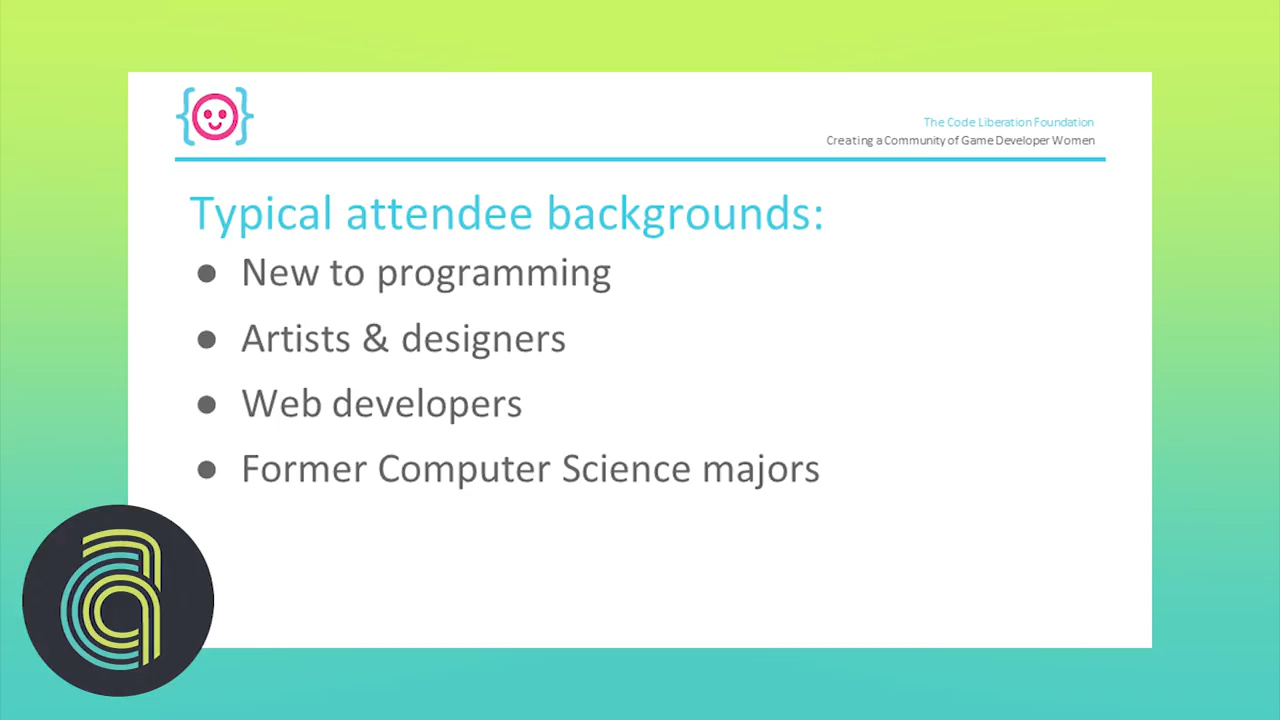 The Code Liberation Foundation
Creating a Community of Game Developer Women
Typical attendee backgrounds:
● New to programming
● Artists & designers
● Web developers
● Former Computer Science majors